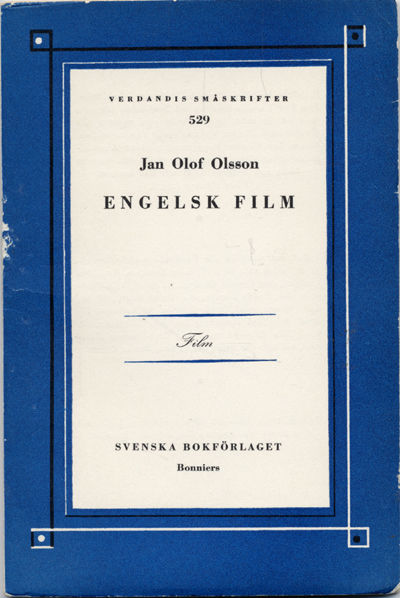 VERDANDIS SMÅSKRIFTER
529
Jan Olof Olsson
ENGELSK FILM
Film
SVENSKA BOKFÖRLAGET
Bonniers